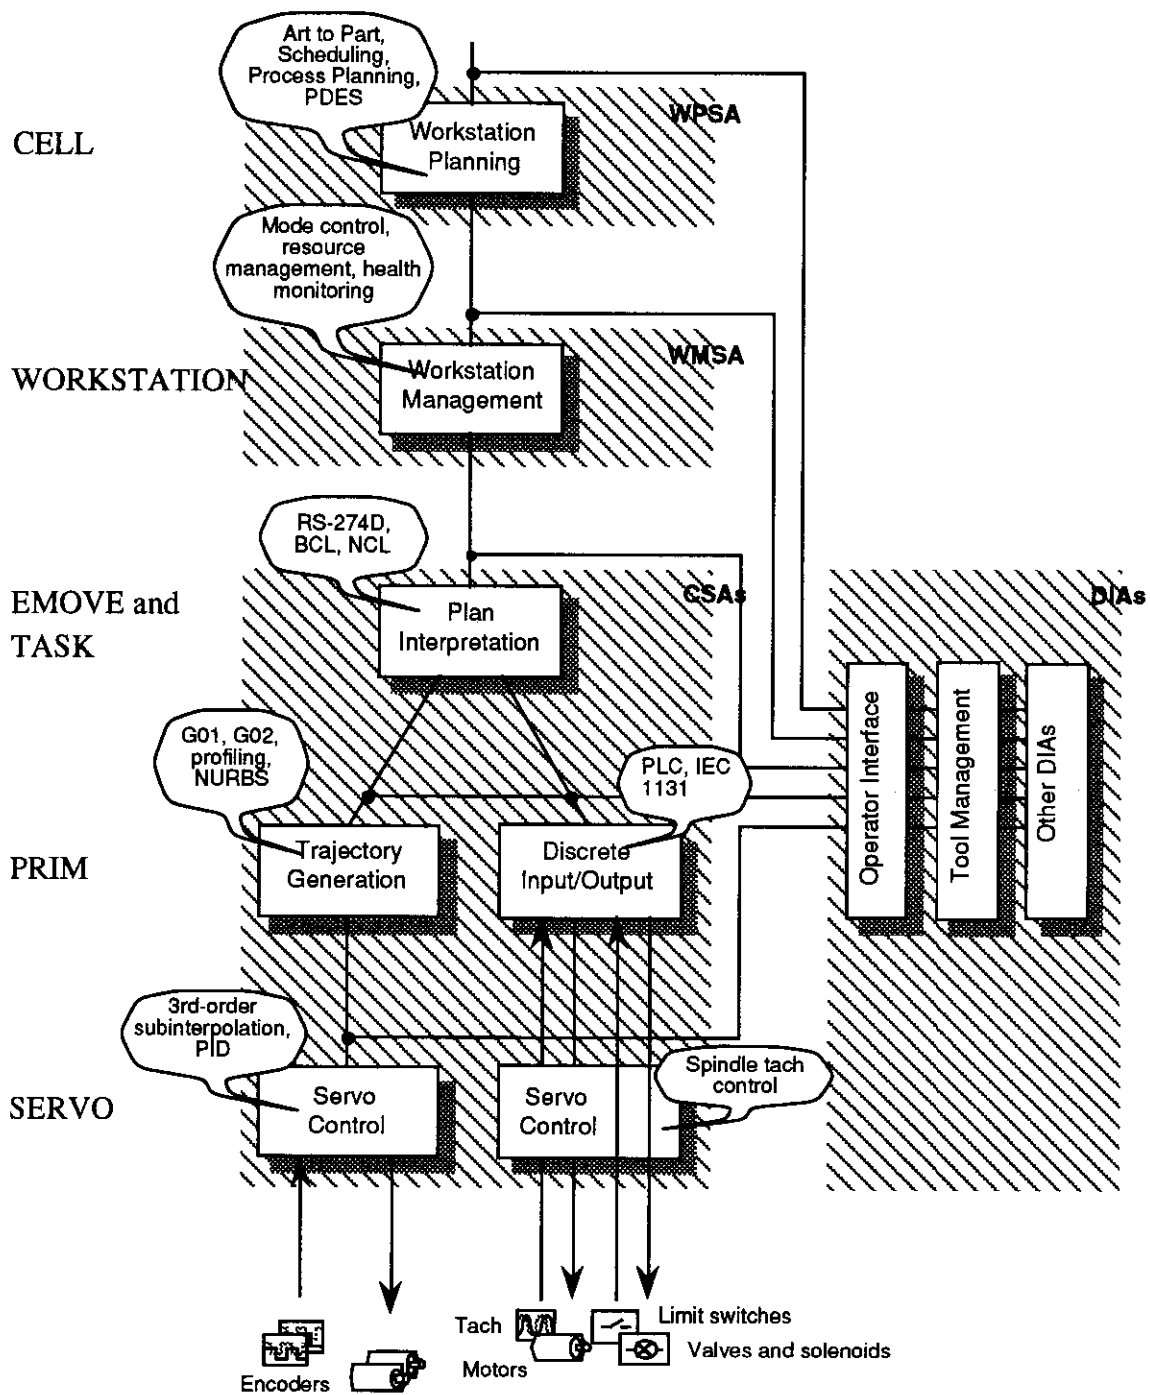 Art to Part,
Scheduling,
Process Planning,
PDES
WPSA
CELL
Workstation
Planning
Mode control,
resource
management, health
monitoring
WMSA
WORKSTATION
Workstation
Management
RS-274D,
BCL, NCL
CSAs
DIAs
EMOVE and
TASK
Plan
Interpretation
Operator Interface
Tool Management
Other DIAs
G01, G02,
profiling,
NURBS
PLC, IEC
1131
PRIM
Trajectory
Generation
Discrete
Input/Output
3rd-order
subinterpolation,
PID
Spindle tach
control
SERVO
Servo
Control
Servo
Control
Tach
Limit switches
Motors
Valves and solenoids
Encoders